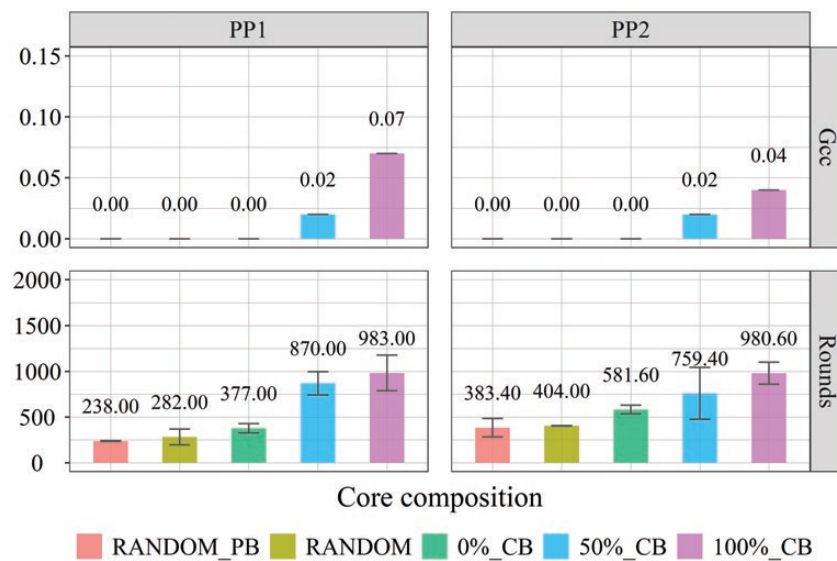 PP1 PP2
0.15
0.10
0.05
0.00
0.00 0.00 0.00 0.02 0.07
0.00 0.00 0.00 0.02 0.04
Gcc
2000
1500
1000
500
0
238.00 282.00 377.00 870.00 983.00
383.40 404.00 581.60 759.40 980.60
Rounds
Core composition
RANDOM_PB RANDOM 0%_CB 50%_CB 100%_CB